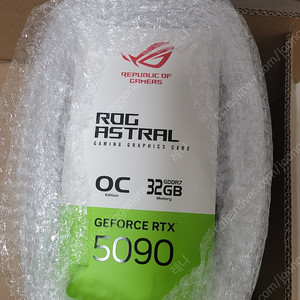 REPUBLIC OF
GAMERS
ROG
ASTRAL
GAMING GRAPHICS CARD
OC
Edition
32GB
GDDR7
Memory
GEFORCE RTX
5090